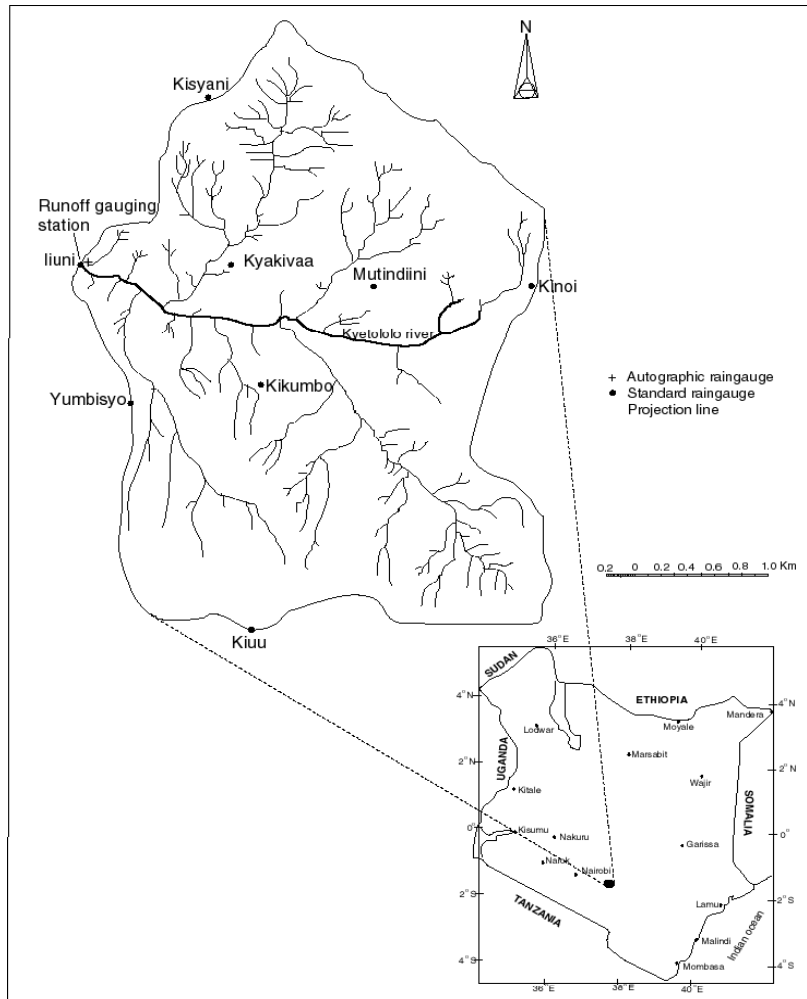 N
Kisyani
Runoff gauging
station
Iiuni
Kyakivaa
Mutindiini
Kinoi
Kyetololo river
Yumbisyo
Kikumbo
Kiuu
+ Autographic raingauge
● Standard raingauge
Projection line
0.2 0 0.2 0.4 0.6 0.8 1.0 Km
36°E 38°E 40°E
SUDAN
ETHIOPIA
4°N 4°N
Mandera
Moyale
Lodwar
UGANDA
Marsabit
2°N 2°N
Wajir
Kitale
SOMALIA
0° 0°
Kisumu
Nakuru
Garissa
Narok
Nairobi
2°S 2°S
Lamu
TANZANIA
Malindi
Indian ocean
Mombasa
4°S 4°S
36°E 38°E 40°E